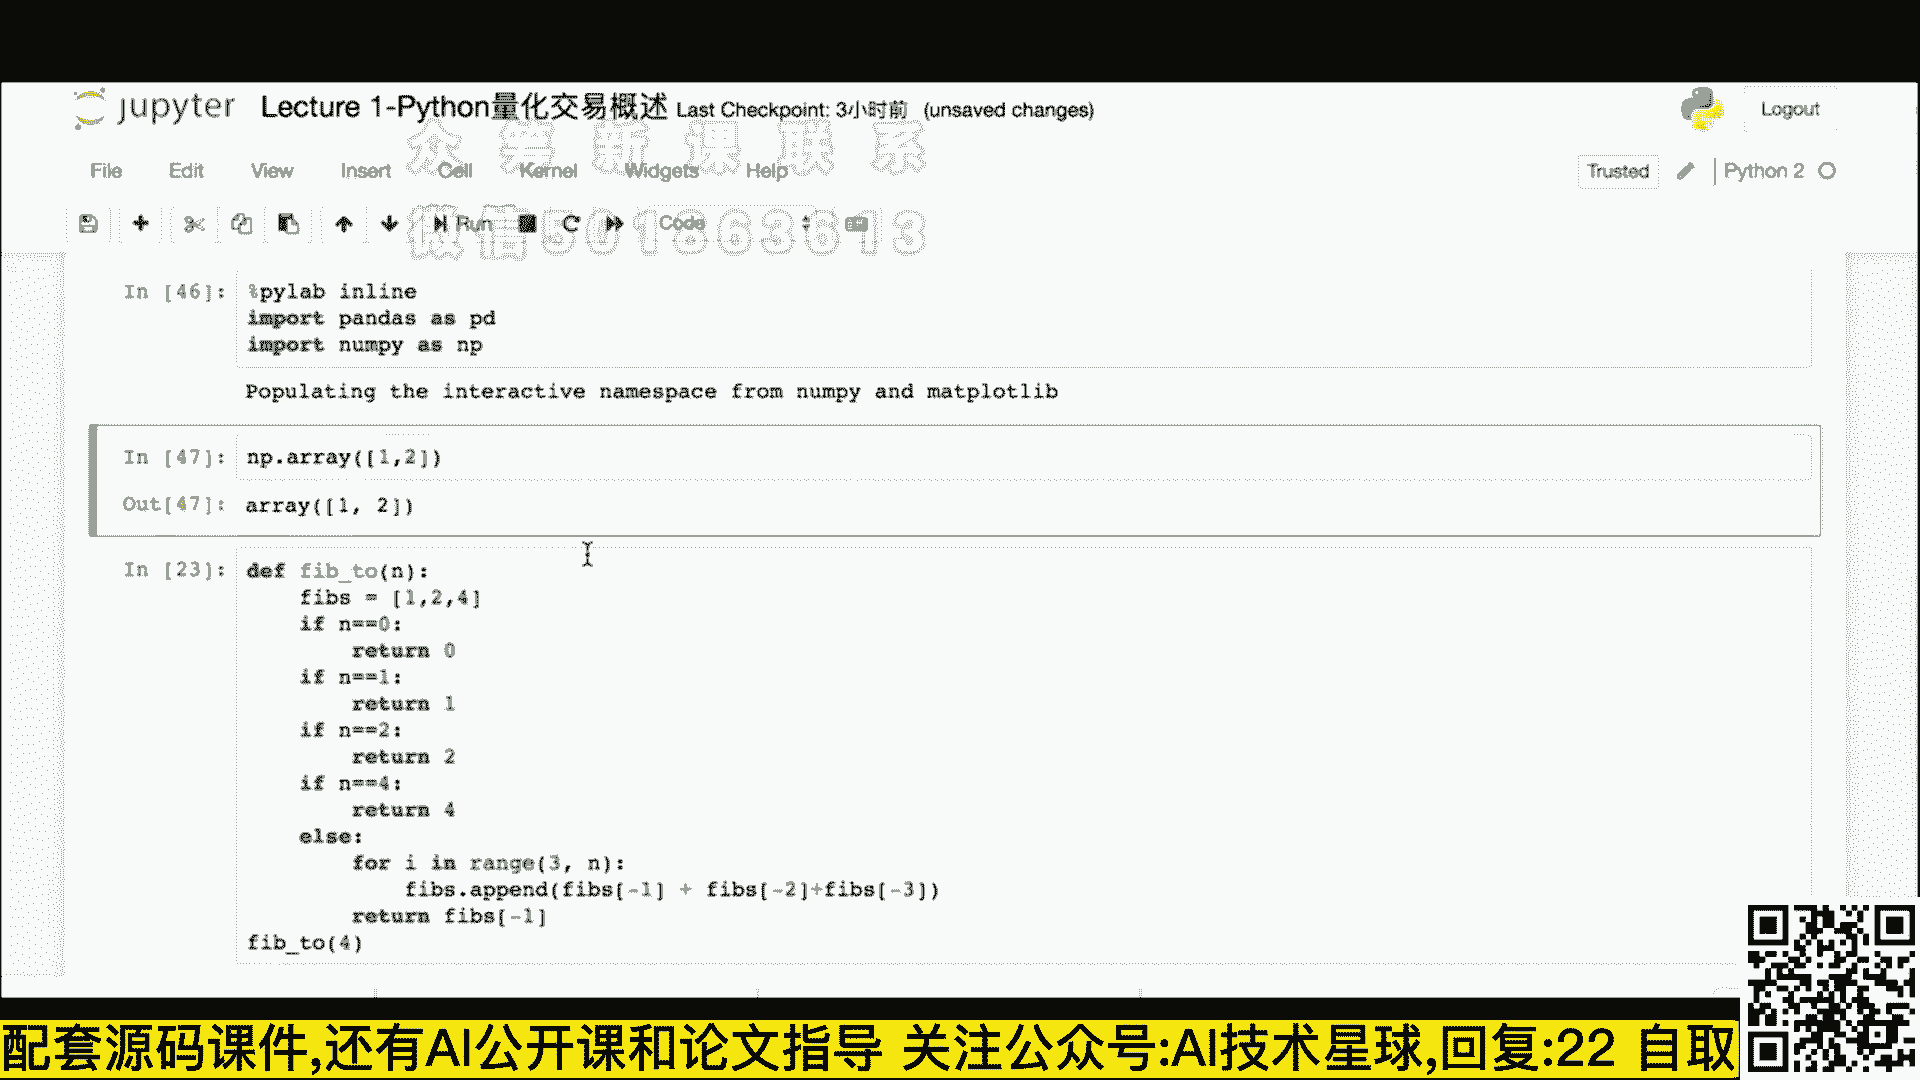 jupyter Lecture 1-Python量化交易概述 Last Checkpoint: 3小时前 (unsaved changes) Logout
众筹新课联系
File Edit View Insert Cell Kernel Widgets Help Trusted Python 2
Run Code
微信501863613
In [46]: %pylab inline
import pandas as pd
import numpy as np
Populating the interactive namespace from numpy and matplotlib
In [47]: np.array([1,2])
Out[47]: array([1, 2])
In [23]: def fib_to(n):
    fibs = [1,2,4]
    if n==0:
        return 0
    if n==1:
        return 1
    if n==2:
        return 2
    if n==4:
        return 4
    else:
        for i in range(3, n):
            fibs.append(fibs[-1] + fibs[-2]+fibs[-3])
        return fibs[-1]
fib_to(4)
配套源码课件,还有AI公开课和论文指导 关注公众号:AI技术星球,回复:22 自取